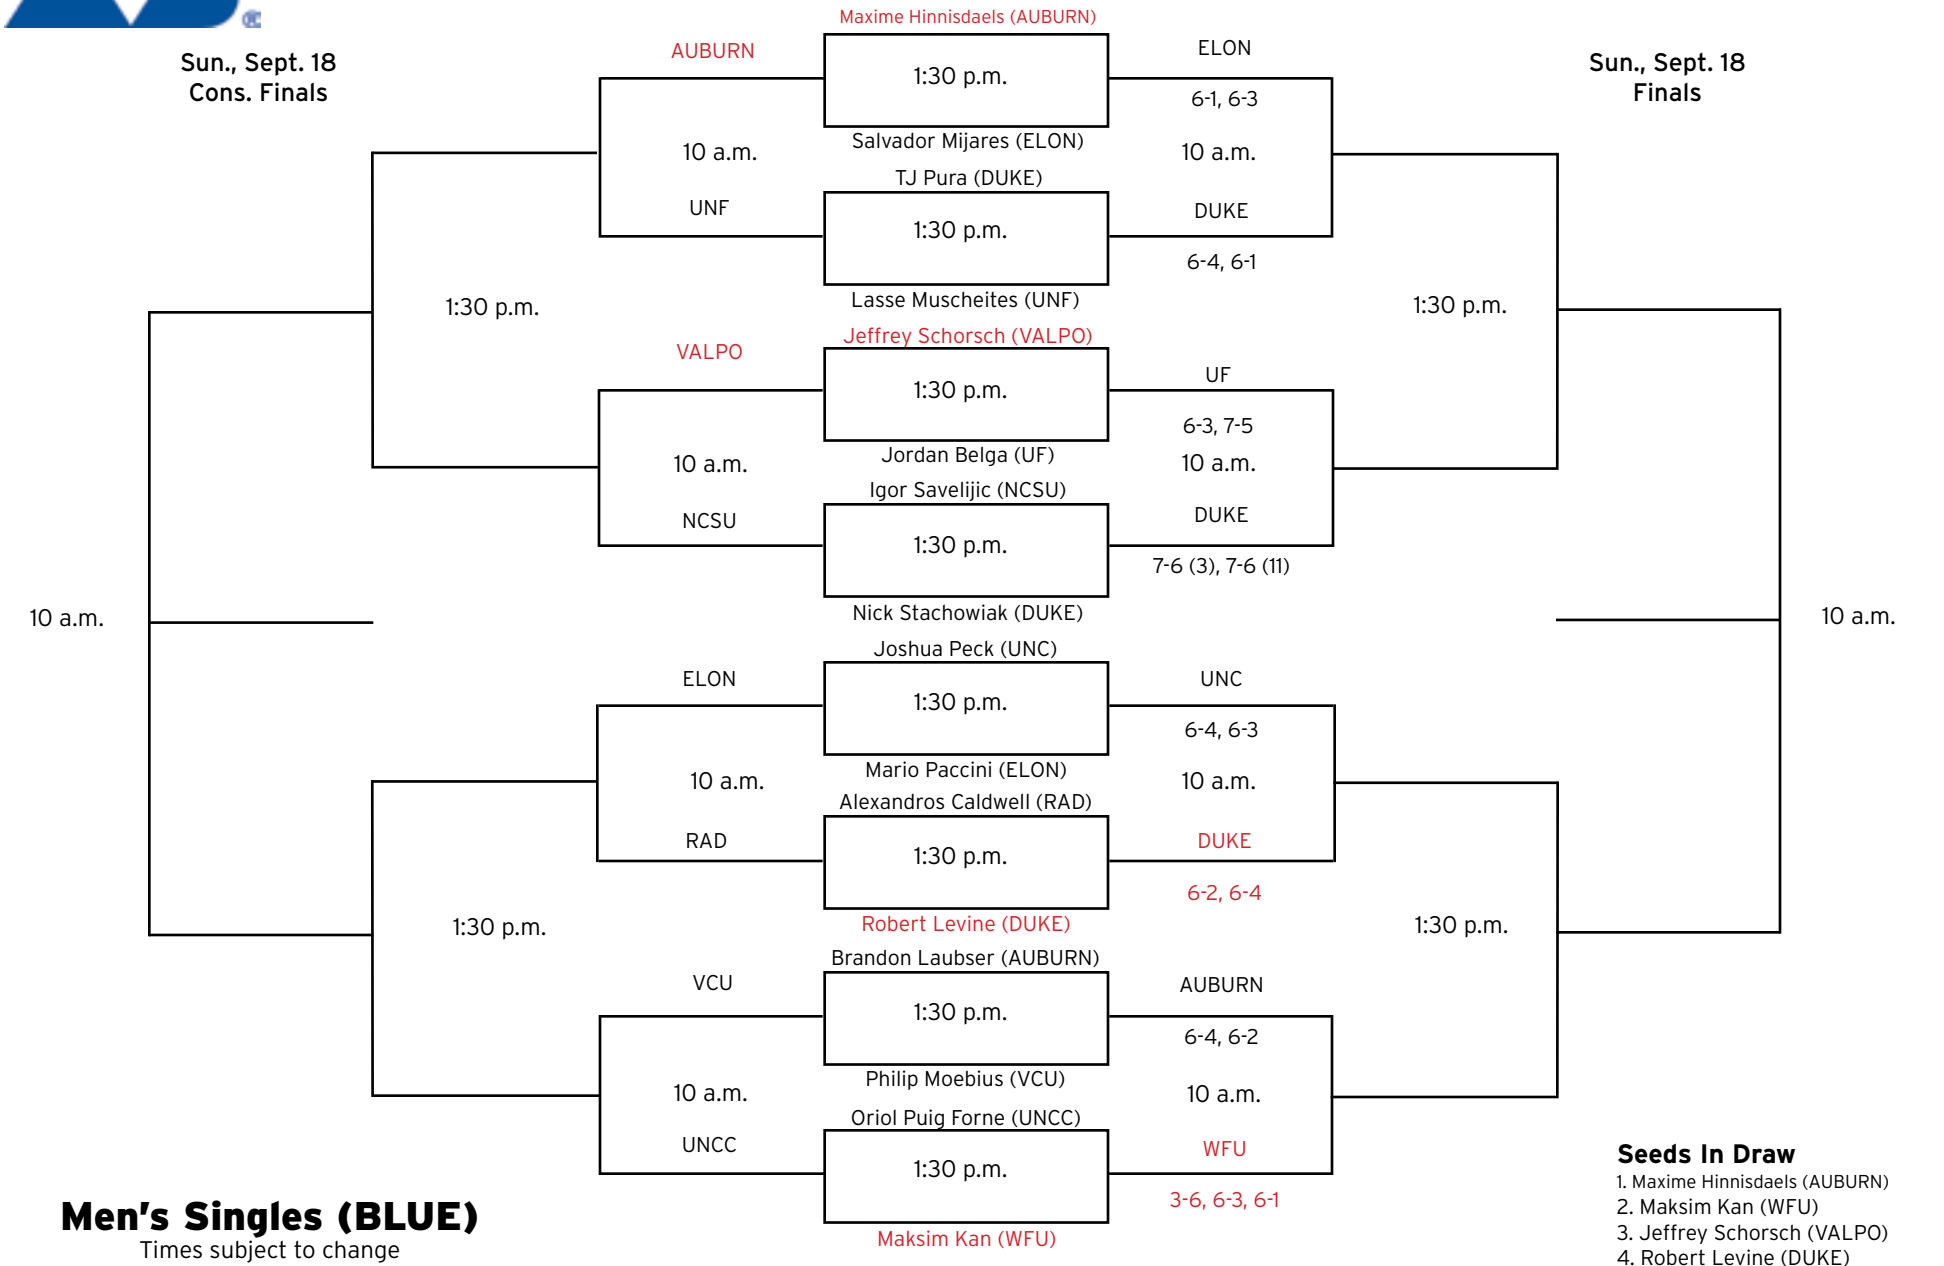 Maxime Hinnisdaels (AUBURN)
Sun., Sept. 18
Cons. Finals
AUBURN
1:30 p.m.
ELON
6-1, 6-3
Sun., Sept. 18
Finals
10 a.m.
Salvador Mijares (ELON)
10 a.m.
TJ Pura (DUKE)
UNF
1:30 p.m.
DUKE
6-4, 6-1
Lasse Muscheites (UNF)
1:30 p.m.
1:30 p.m.
Jeffrey Schorsch (VALPO)
VALPO
1:30 p.m.
UF
6-3, 7-5
Jordan Belga (UF)
10 a.m.
10 a.m.
Igor Savelijic (NCSU)
NCSU
1:30 p.m.
DUKE
7-6 (3), 7-6 (11)
Nick Stachowiak (DUKE)
10 a.m.
10 a.m.
Joshua Peck (UNC)
ELON
1:30 p.m.
UNC
6-4, 6-3
Mario Paccini (ELON)
10 a.m.
10 a.m.
Alexandros Caldwell (RAD)
RAD
1:30 p.m.
DUKE
6-2, 6-4
Robert Levine (DUKE)
1:30 p.m.
1:30 p.m.
Brandon Laubser (AUBURN)
VCU
1:30 p.m.
AUBURN
6-4, 6-2
Philip Moebius (VCU)
10 a.m.
10 a.m.
Oriol Puig Forne (UNCC)
UNCC
1:30 p.m.
WFU
3-6, 6-3, 6-1
Maksim Kan (WFU)
Men's Singles (BLUE)
Times subject to change
Seeds In Draw
1. Maxime Hinnisdaels (AUBURN)
2. Maksim Kan (WFU)
3. Jeffrey Schorsch (VALPO)
4. Robert Levine (DUKE)